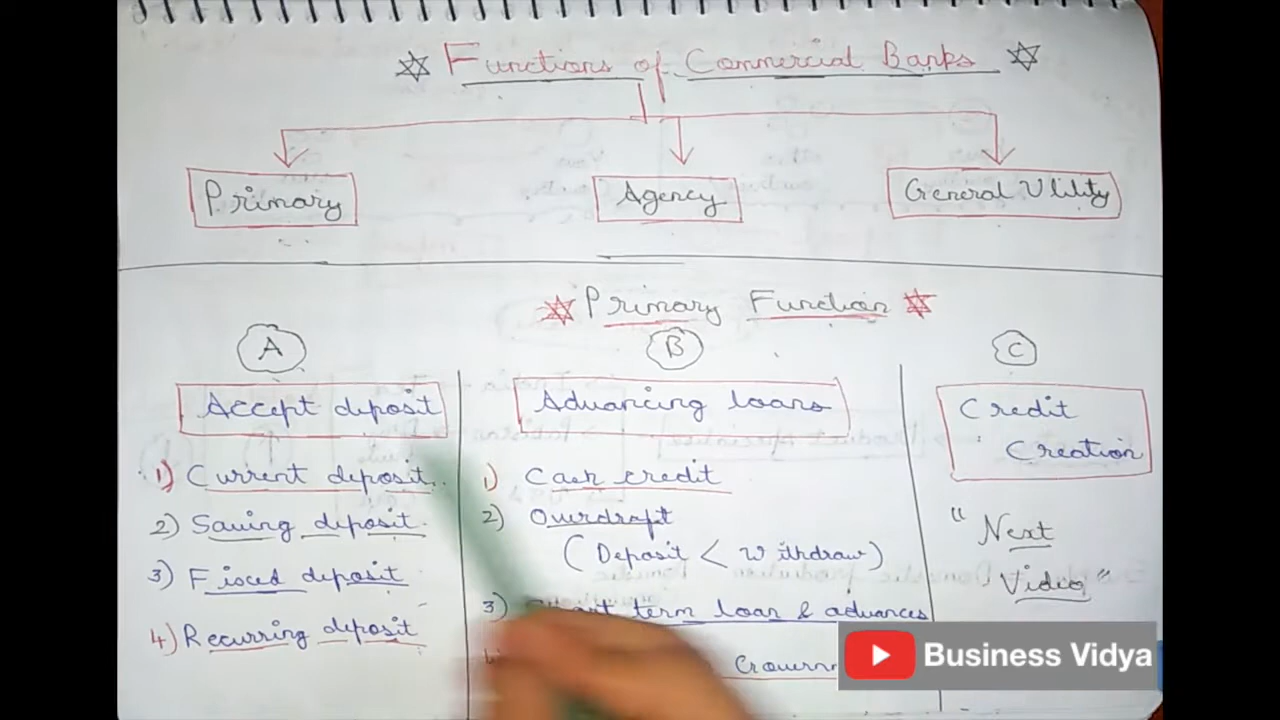 Functions of Commercial Banks
Primary
Agency
General Utility
Primary Function
A
Accept deposit
1) Current deposit
2) Saving deposit
3) Fixed deposit
4) Recurring deposit
B
Advancing loans
1) Cash credit
2) Overdraft
(Deposit < Withdraw)
3) term loan & advances
C
Credit
Creation
"Next
Video"
Business Vidya